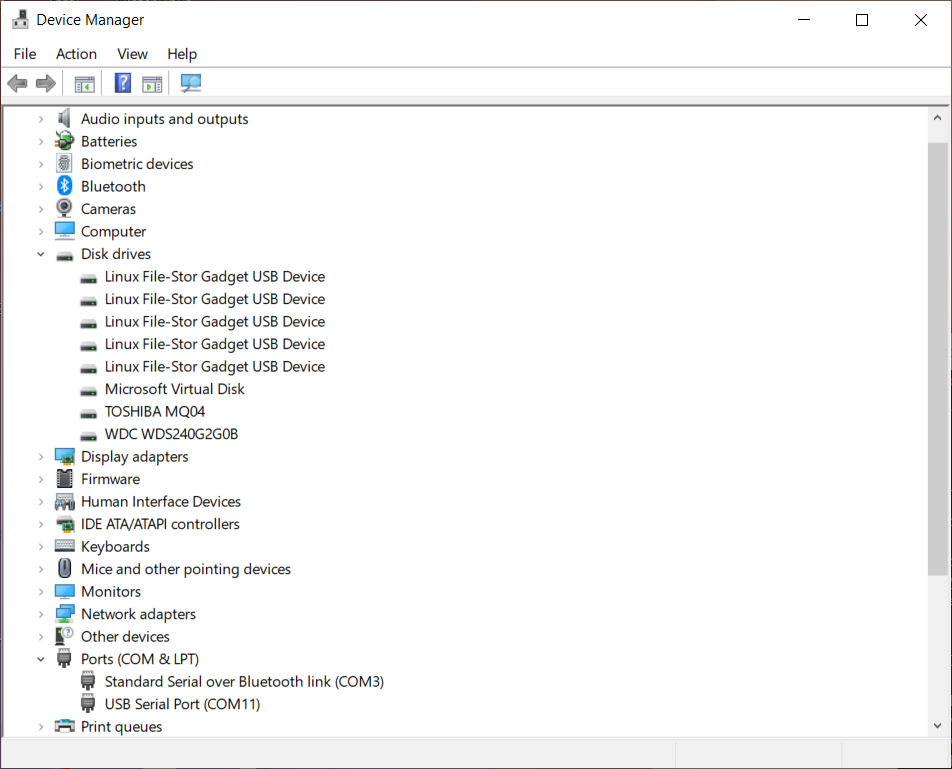 Device Manager
File Action View Help
Audio inputs and outputs
Batteries
Biometric devices
Bluetooth
Cameras
Computer
Disk drives
Linux File-Stor Gadget USB Device
Linux File-Stor Gadget USB Device
Linux File-Stor Gadget USB Device
Linux File-Stor Gadget USB Device
Linux File-Stor Gadget USB Device
Microsoft Virtual Disk
TOSHIBA MQ04
WDC WDS240G2G0B
Display adapters
Firmware
Human Interface Devices
IDE ATA/ATAPI controllers
Keyboards
Mice and other pointing devices
Monitors
Network adapters
Other devices
Ports (COM & LPT)
Standard Serial over Bluetooth link (COM3)
USB Serial Port (COM11)
Print queues